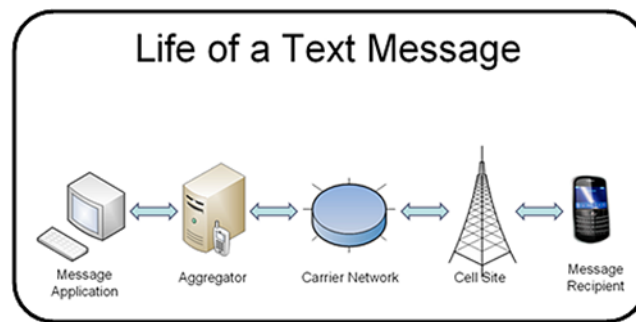 Life of a Text Message
Message
Application
Aggregator
Carrier Network
Cell Site
Message
Recipient